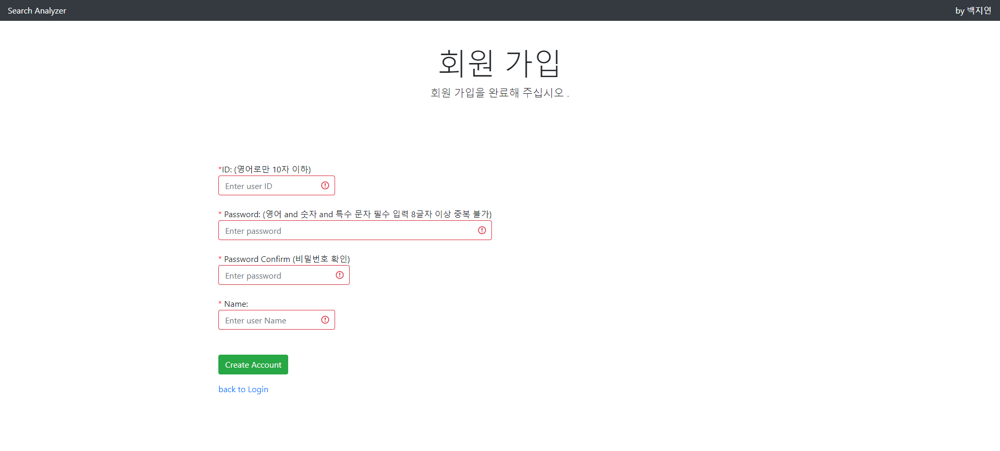 Search Analyzer
by 백지연
회원 가입
회원 가입을 완료해 주십시오 .
*ID: (영어로만 10자 이하)
Enter user ID
* Password: (영어 and 숫자 and 특수 문자 필수 입력 8글자 이상 중복 불가)
Enter password
* Password Confirm (비밀번호 확인)
Enter password
* Name:
Enter user Name
Create Account
back to Login